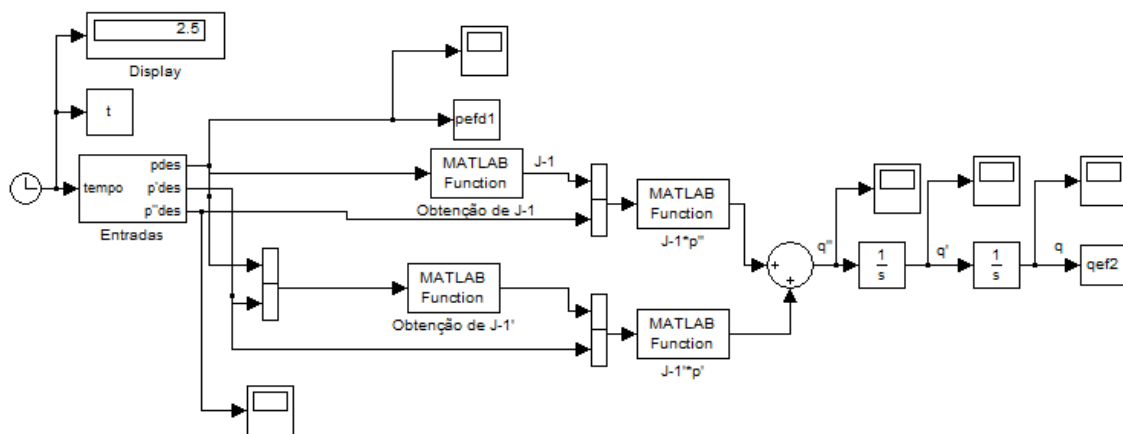 2.5
Display
t
pefd1
tempo
pdes
p'des
p''des
Entradas
MATLAB
Function
Obtenção de J-1
J-1
MATLAB
Function
J-1*p''
MATLAB
Function
Obtenção de J-1'
MATLAB
Function
J-1'*p'
+
+
q''
1
s
q'
1
s
q
qef2